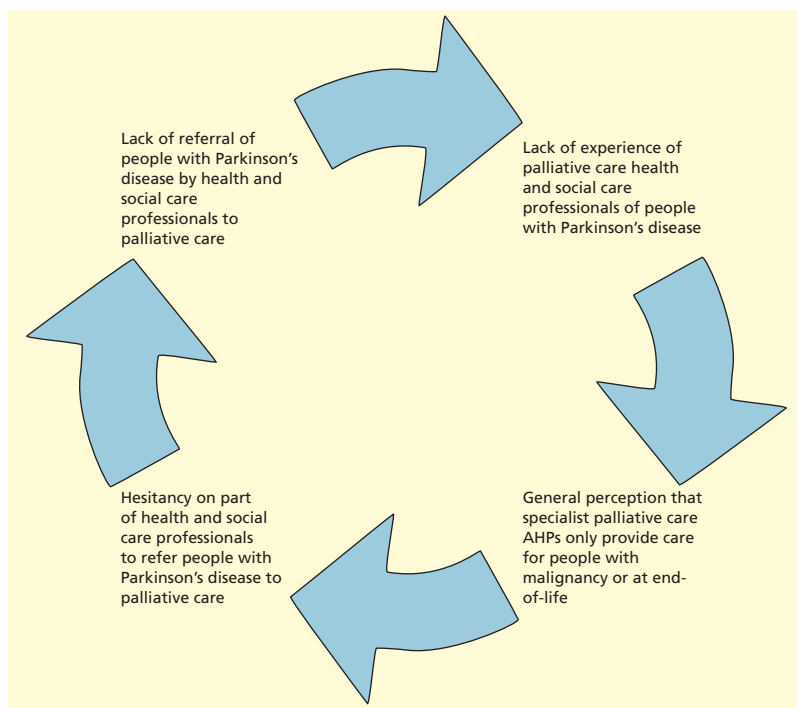 Lack of referral of
people with Parkinson's
disease by health and
social care
professionals to
palliative care
Lack of experience of
palliative care health
and social care
professionals of people
with Parkinson's disease
General perception that
specialist palliative care
AHPs only provide care
for people with
malignancy or at end-
of-life
Hesitancy on part
of health and social
care professionals
to refer people with
Parkinson's disease to
palliative care